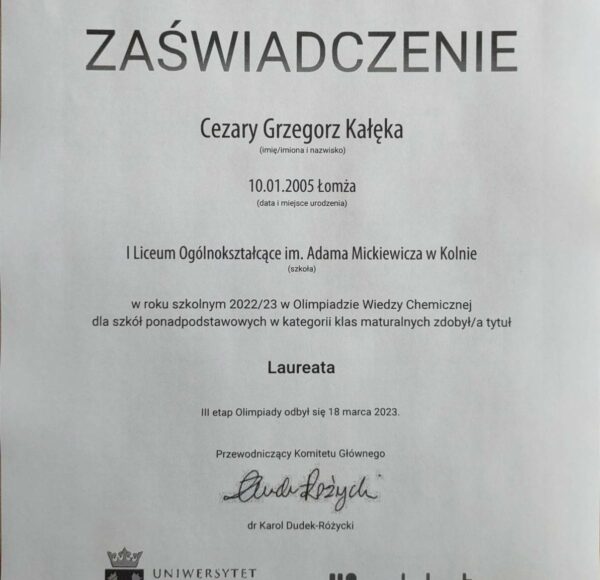 ZAŚWIADCZENIE
Cezary Grzegorz Kałęka
(imię/imiona i nazwisko)
10.01.2005 Łomża
(data i miejsce urodzenia)
I Liceum Ogólnokształcące im. Adama Mickiewicza w Kolnie
(szkoła)
w roku szkolnym 2022/23 w Olimpiadzie Wiedzy Chemicznej
dla szkół ponadpodstawowych w kategorii klas maturalnych zdobył/a tytuł
Laureata
III etap Olimpiady odbył się 18 marca 2023.
Przewodniczący Komitetu Głównego
dr Karol Dudek-Różycki
UNIWERSYTET